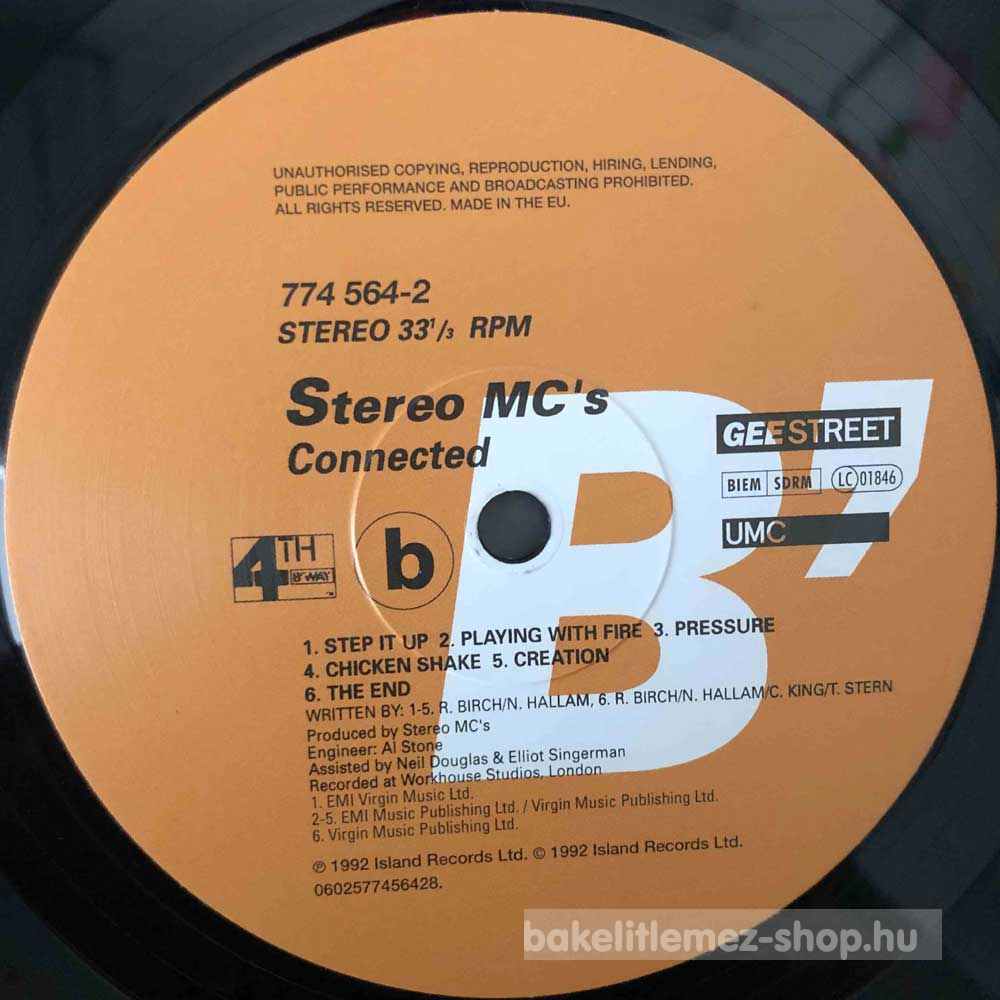 UNAUTHORISED COPYING, REPRODUCTION, HIRING, LENDING,
PUBLIC PERFORMANCE AND BROADCASTING PROHIBITED.
ALL RIGHTS RESERVED. MADE IN THE EU.
774 564-2
STEREO 33¹/₃ RPM
Stereo MC's
Connected
B'
GEESTREET
BIEM SDRM LC 01846
UMC
4TH
B'WAY
™
b
1. STEP IT UP 2. PLAYING WITH FIRE 3. PRESSURE
4. CHICKEN SHAKE 5. CREATION
6. THE END
WRITTEN BY: 1-5. R. BIRCH/N. HALLAM, 6. R. BIRCH/N. HALLAM/C. KING/T. STERN
Produced by Stereo MC's
Engineer: Al Stone
Assisted by Neil Douglas & Elliot Singerman
Recorded at Workhouse Studios, London
1. EMI Virgin Music Ltd.
2-5. EMI Music Publishing Ltd. / Virgin Music Publishing Ltd.
6. Virgin Music Publishing Ltd.
℗ 1992 Island Records Ltd. © 1992 Island Records Ltd.
0602577456428.
bakelitlemez-shop.hu